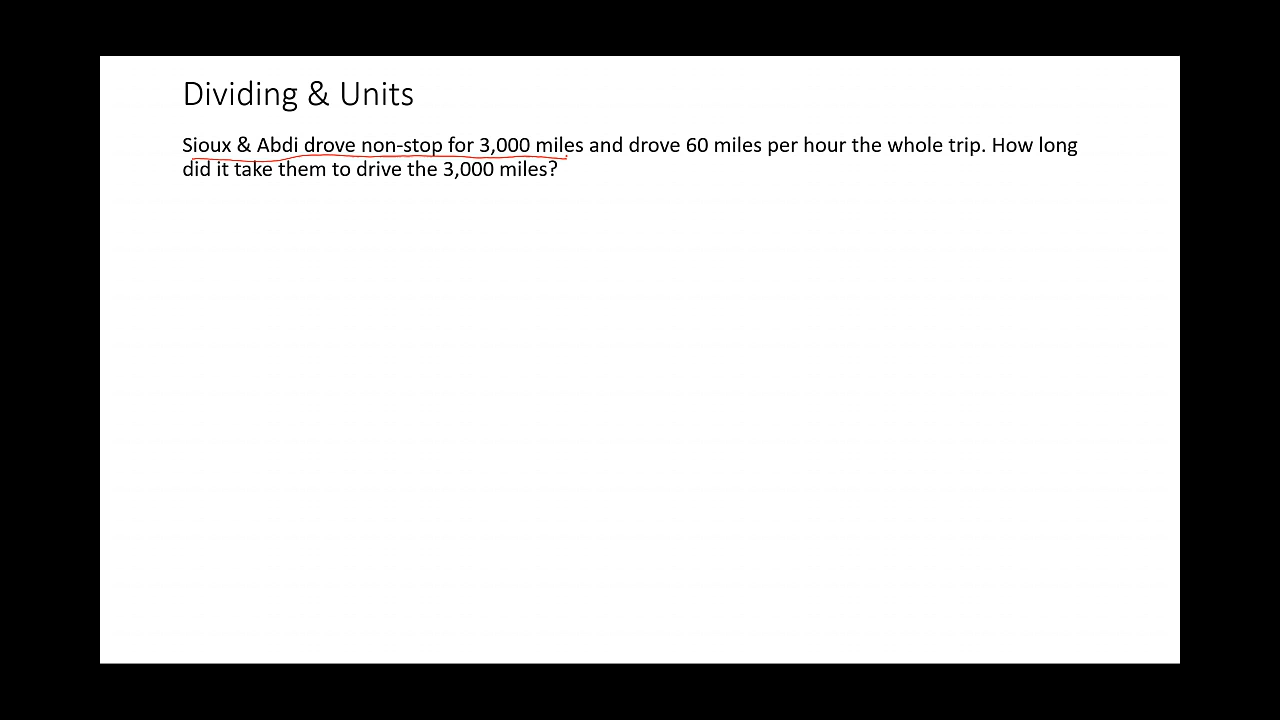 Dividing & Units
Sioux & Abdi drove non-stop for 3,000 miles and drove 60 miles per hour the whole trip. How long
did it take them to drive the 3,000 miles?